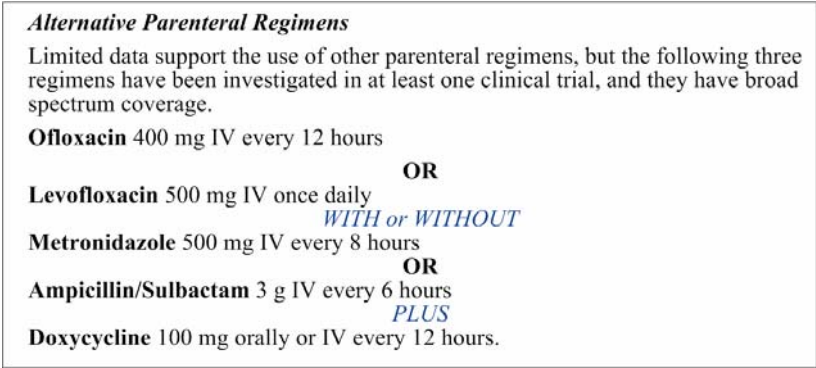 Alternative Parenteral Regimens
Limited data support the use of other parenteral regimens, but the following three
regimens have been investigated in at least one clinical trial, and they have broad
spectrum coverage.
Ofloxacin 400 mg IV every 12 hours
OR
Levofloxacin 500 mg IV once daily
WITH or WITHOUT
Metronidazole 500 mg IV every 8 hours
OR
Ampicillin/Sulbactam 3 g IV every 6 hours
PLUS
Doxycycline 100 mg orally or IV every 12 hours.